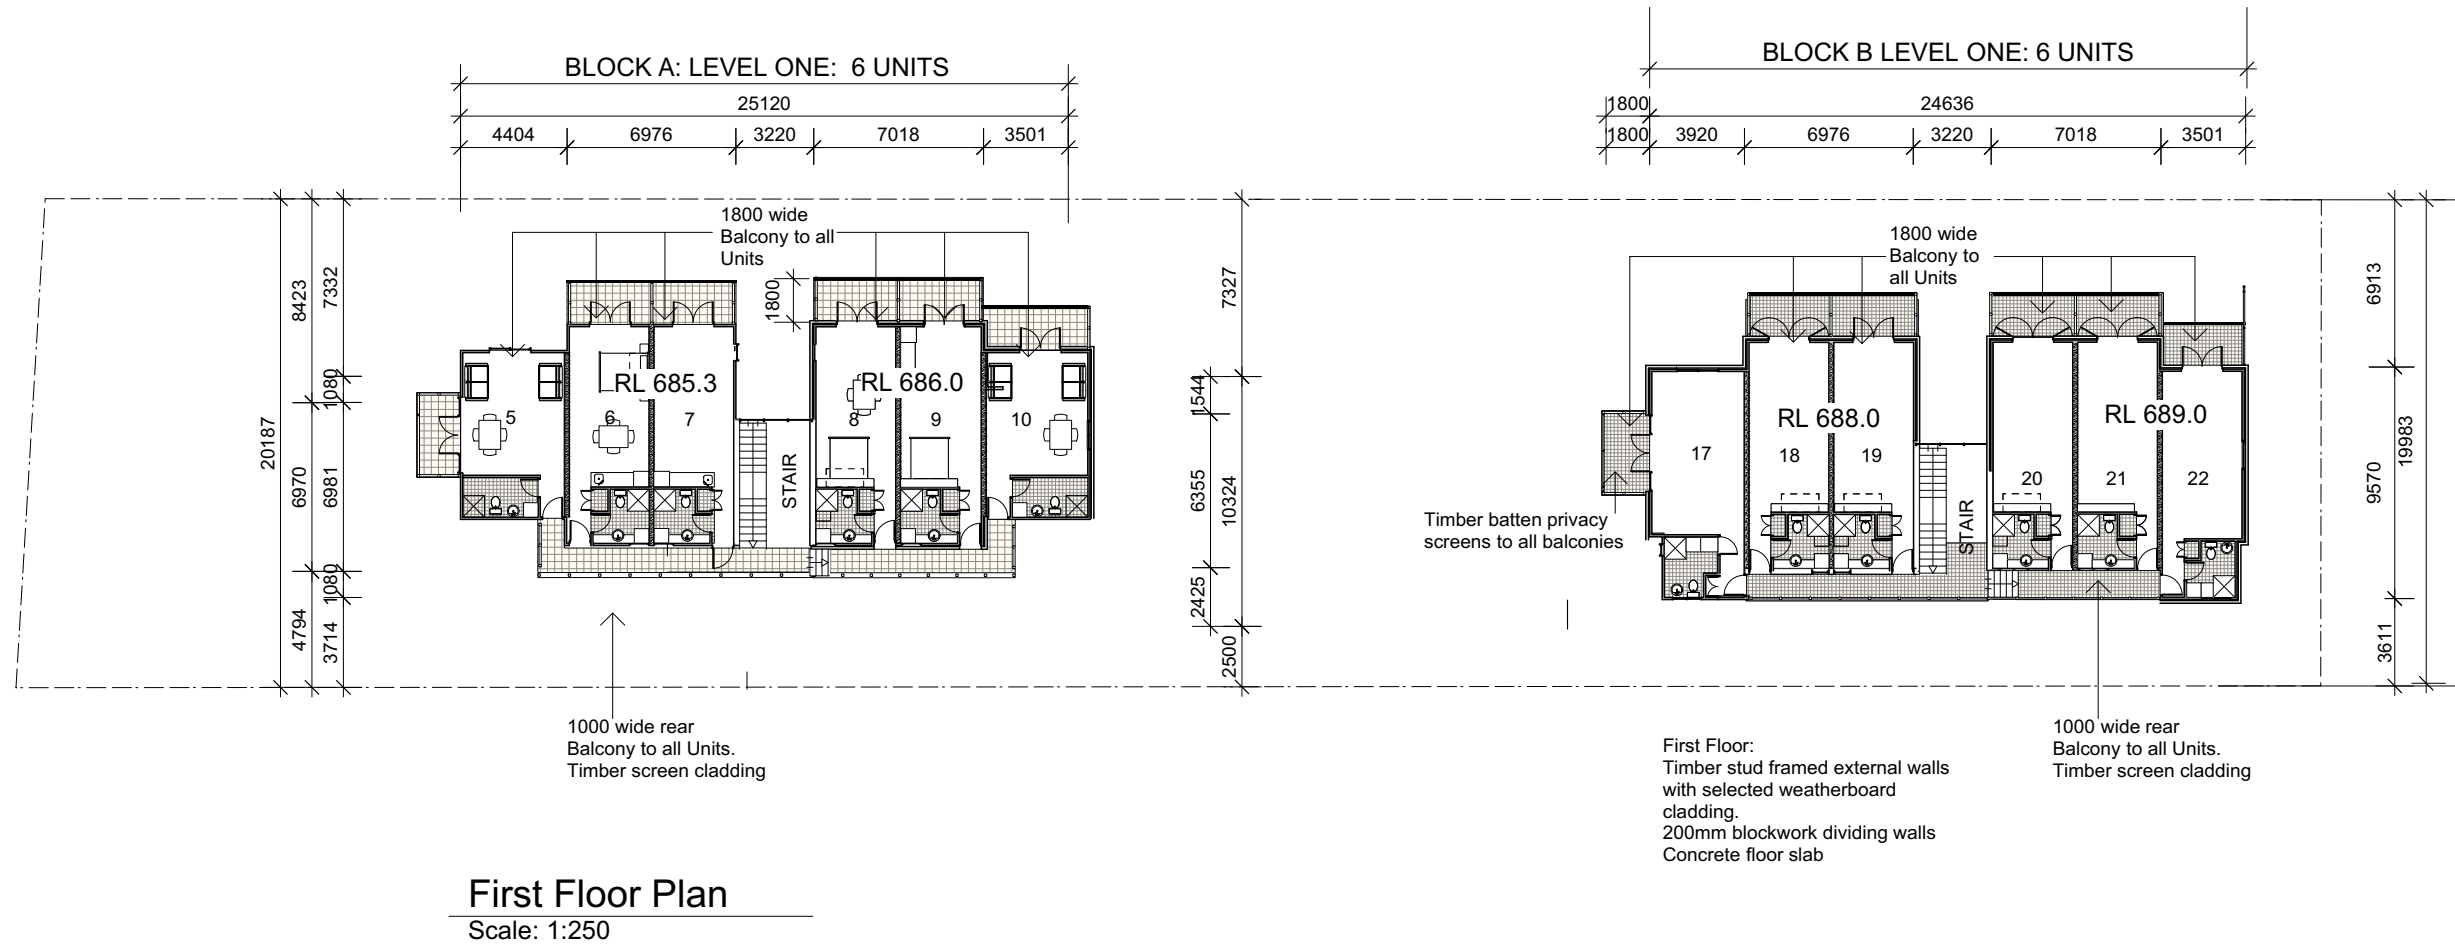 BLOCK A: LEVEL ONE: 6 UNITS
25120
4404 6976 3220 7018 3501
BLOCK B LEVEL ONE: 6 UNITS
1800 24636
1800 3920 6976 3220 7018 3501
1800 wide
Balcony to all
Units
1800 wide
Balcony to
all Units
20187
8423
6970
4794
7332
1080
6981
1080
3714
1800
RL 685.3
RL 686.0
5
6
7
8
9
10
STAIR
1544
6355
2425
7327
10324
2500
RL 688.0
RL 689.0
17
18
19
20
21
22
STAIR
6913
9570
3611
19983
Timber batten privacy
screens to all balconies
1000 wide rear
Balcony to all Units.
Timber screen cladding
First Floor:
Timber stud framed external walls
with selected weatherboard
cladding.
200mm blockwork dividing walls
Concrete floor slab
1000 wide rear
Balcony to all Units.
Timber screen cladding
First Floor Plan
Scale: 1:250